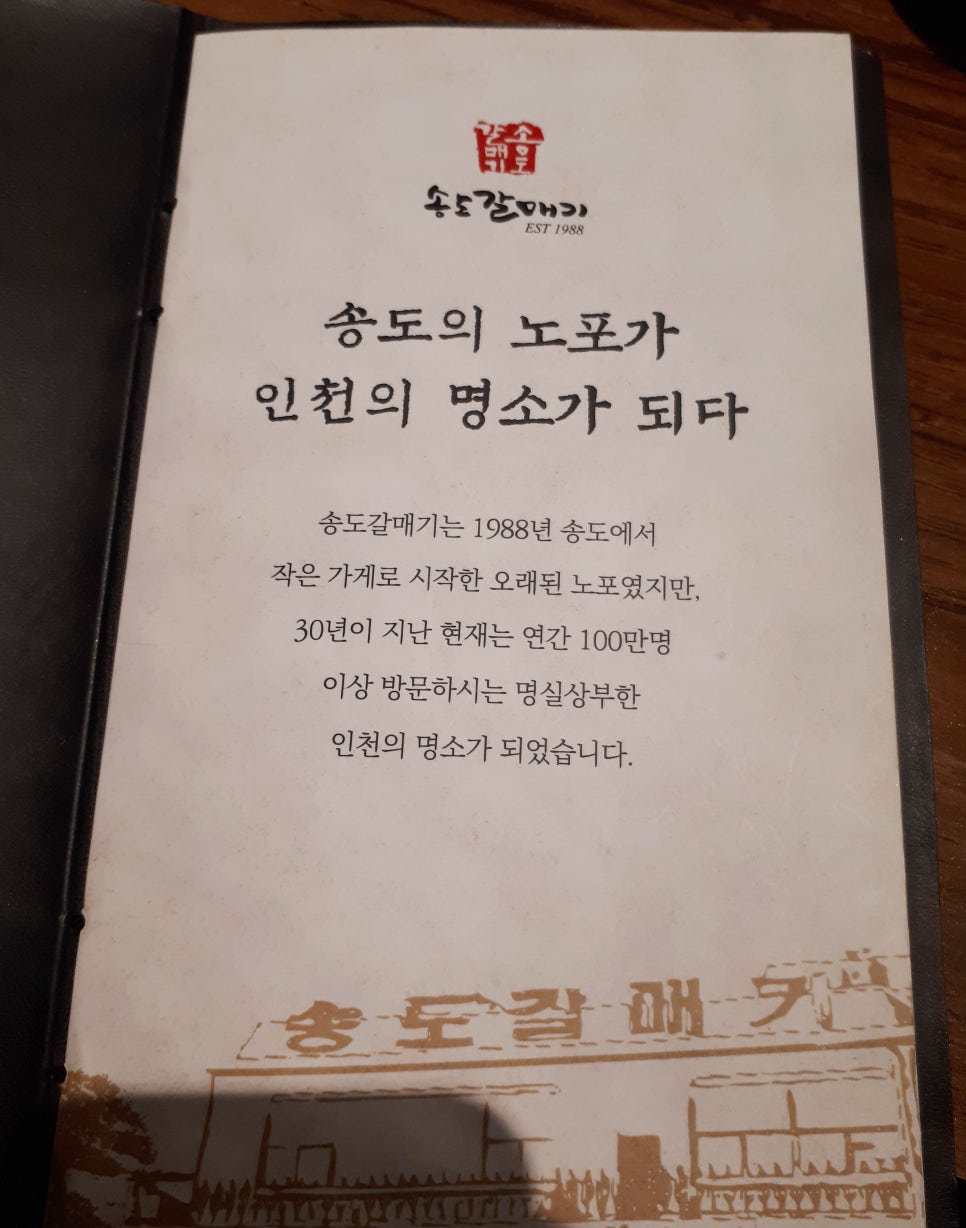 송도
갈매기
송도갈매기
EST 1988
송도의 노포가
인천의 명소가 되다
송도갈매기는 1988년 송도에서
작은 가게로 시작한 오래된 노포였지만,
30년이 지난 현재는 연간 100만명
이상 방문하시는 명실상부한
인천의 명소가 되었습니다.
송도갈매기